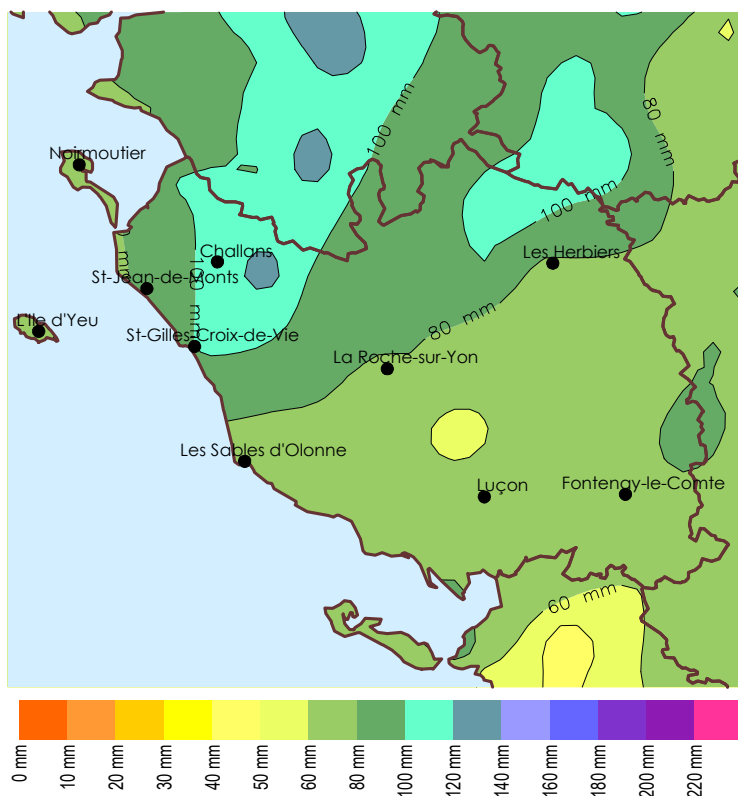 100 mm
80 mm
Noirmoutier
100 mm
Challans
Les Herbiers
mm
St-Jean-de-Monts
100 mm
L'Ile d'Yeu
80 mm
St-Gilles-Croix-de-Vie
La Roche-sur-Yon
Les Sables d'Olonne
Luçon
Fontenay-le-Comte
60 mm
0 mm
10 mm
20 mm
30 mm
40 mm
50 mm
60 mm
80 mm
100 mm
120 mm
140 mm
160 mm
180 mm
200 mm
220 mm